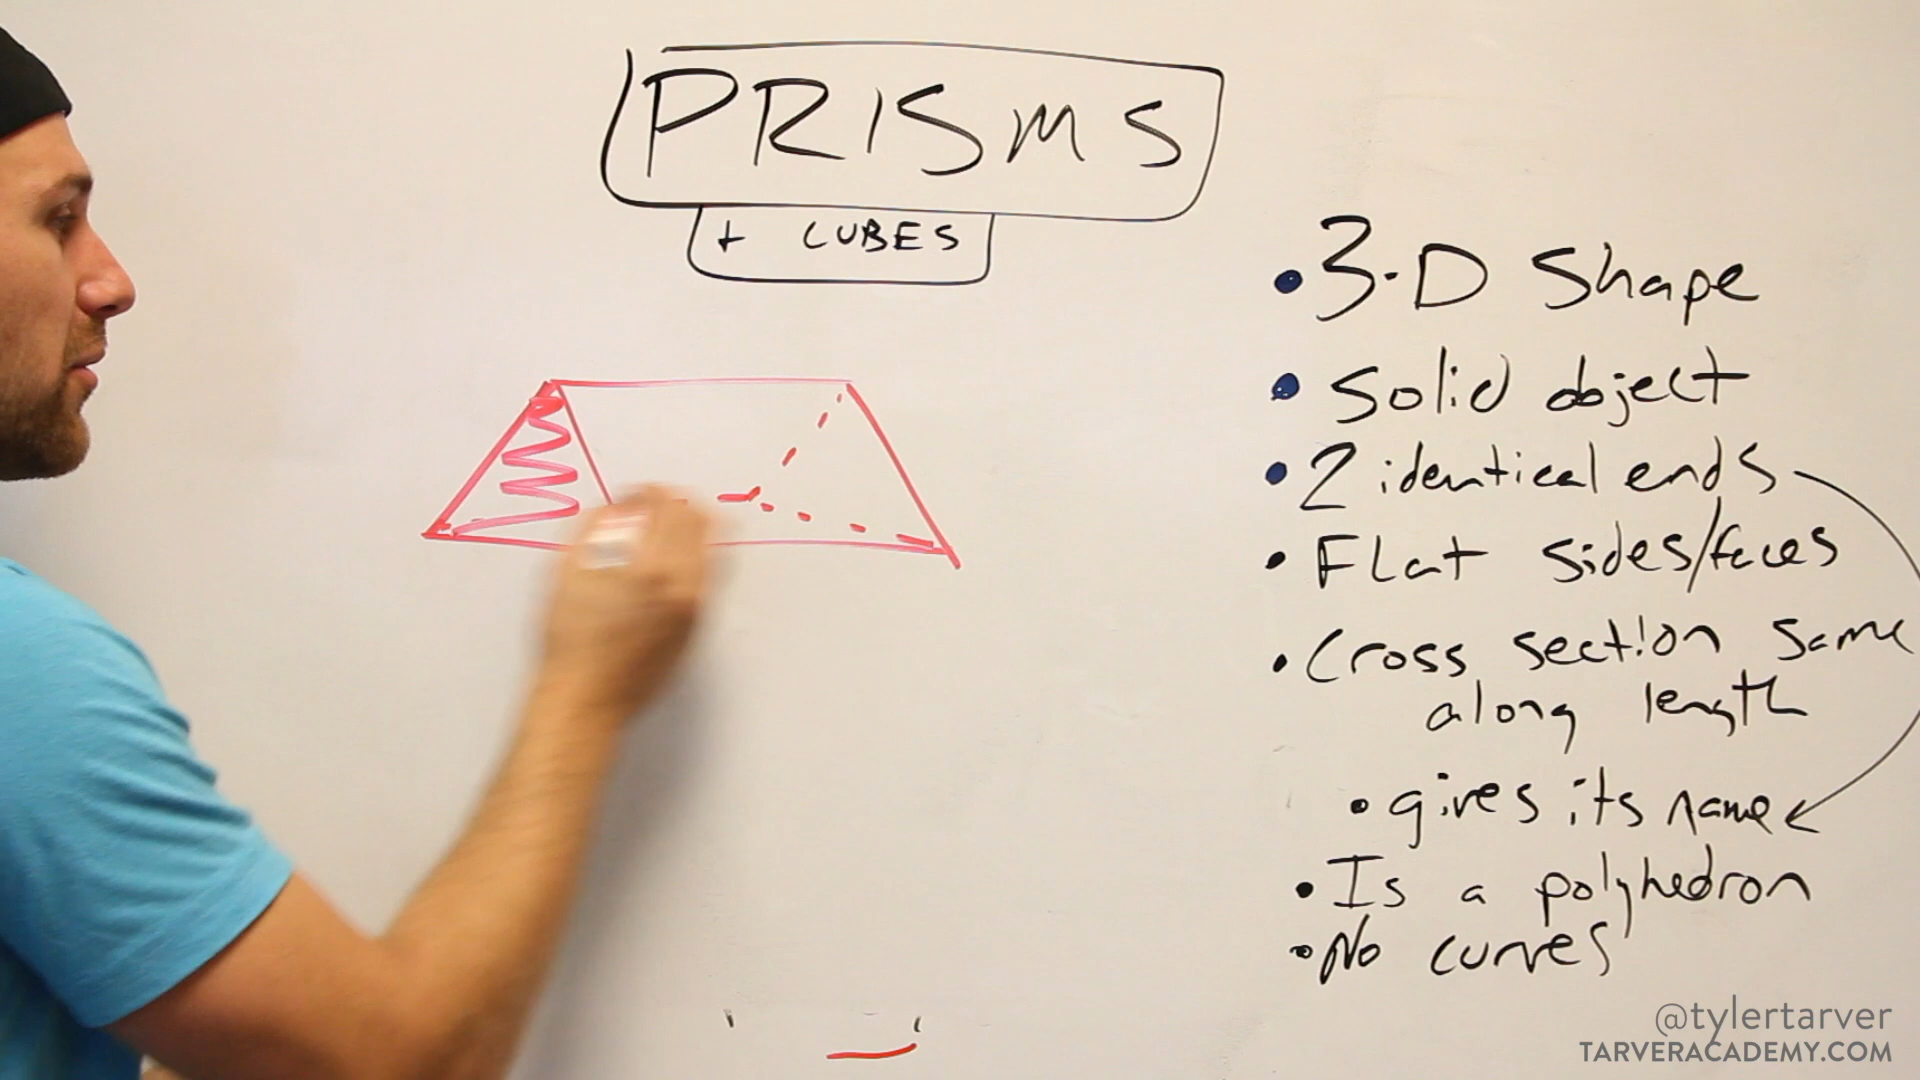 PRISMS
+ CUBES
• 3-D Shape
• Solid object
• 2 identical ends
• Flat sides/faces
• Cross section same
along length
• gives its name
• Is a polyhedron
• No curves
@tylertarver
TARVERACADEMY.COM